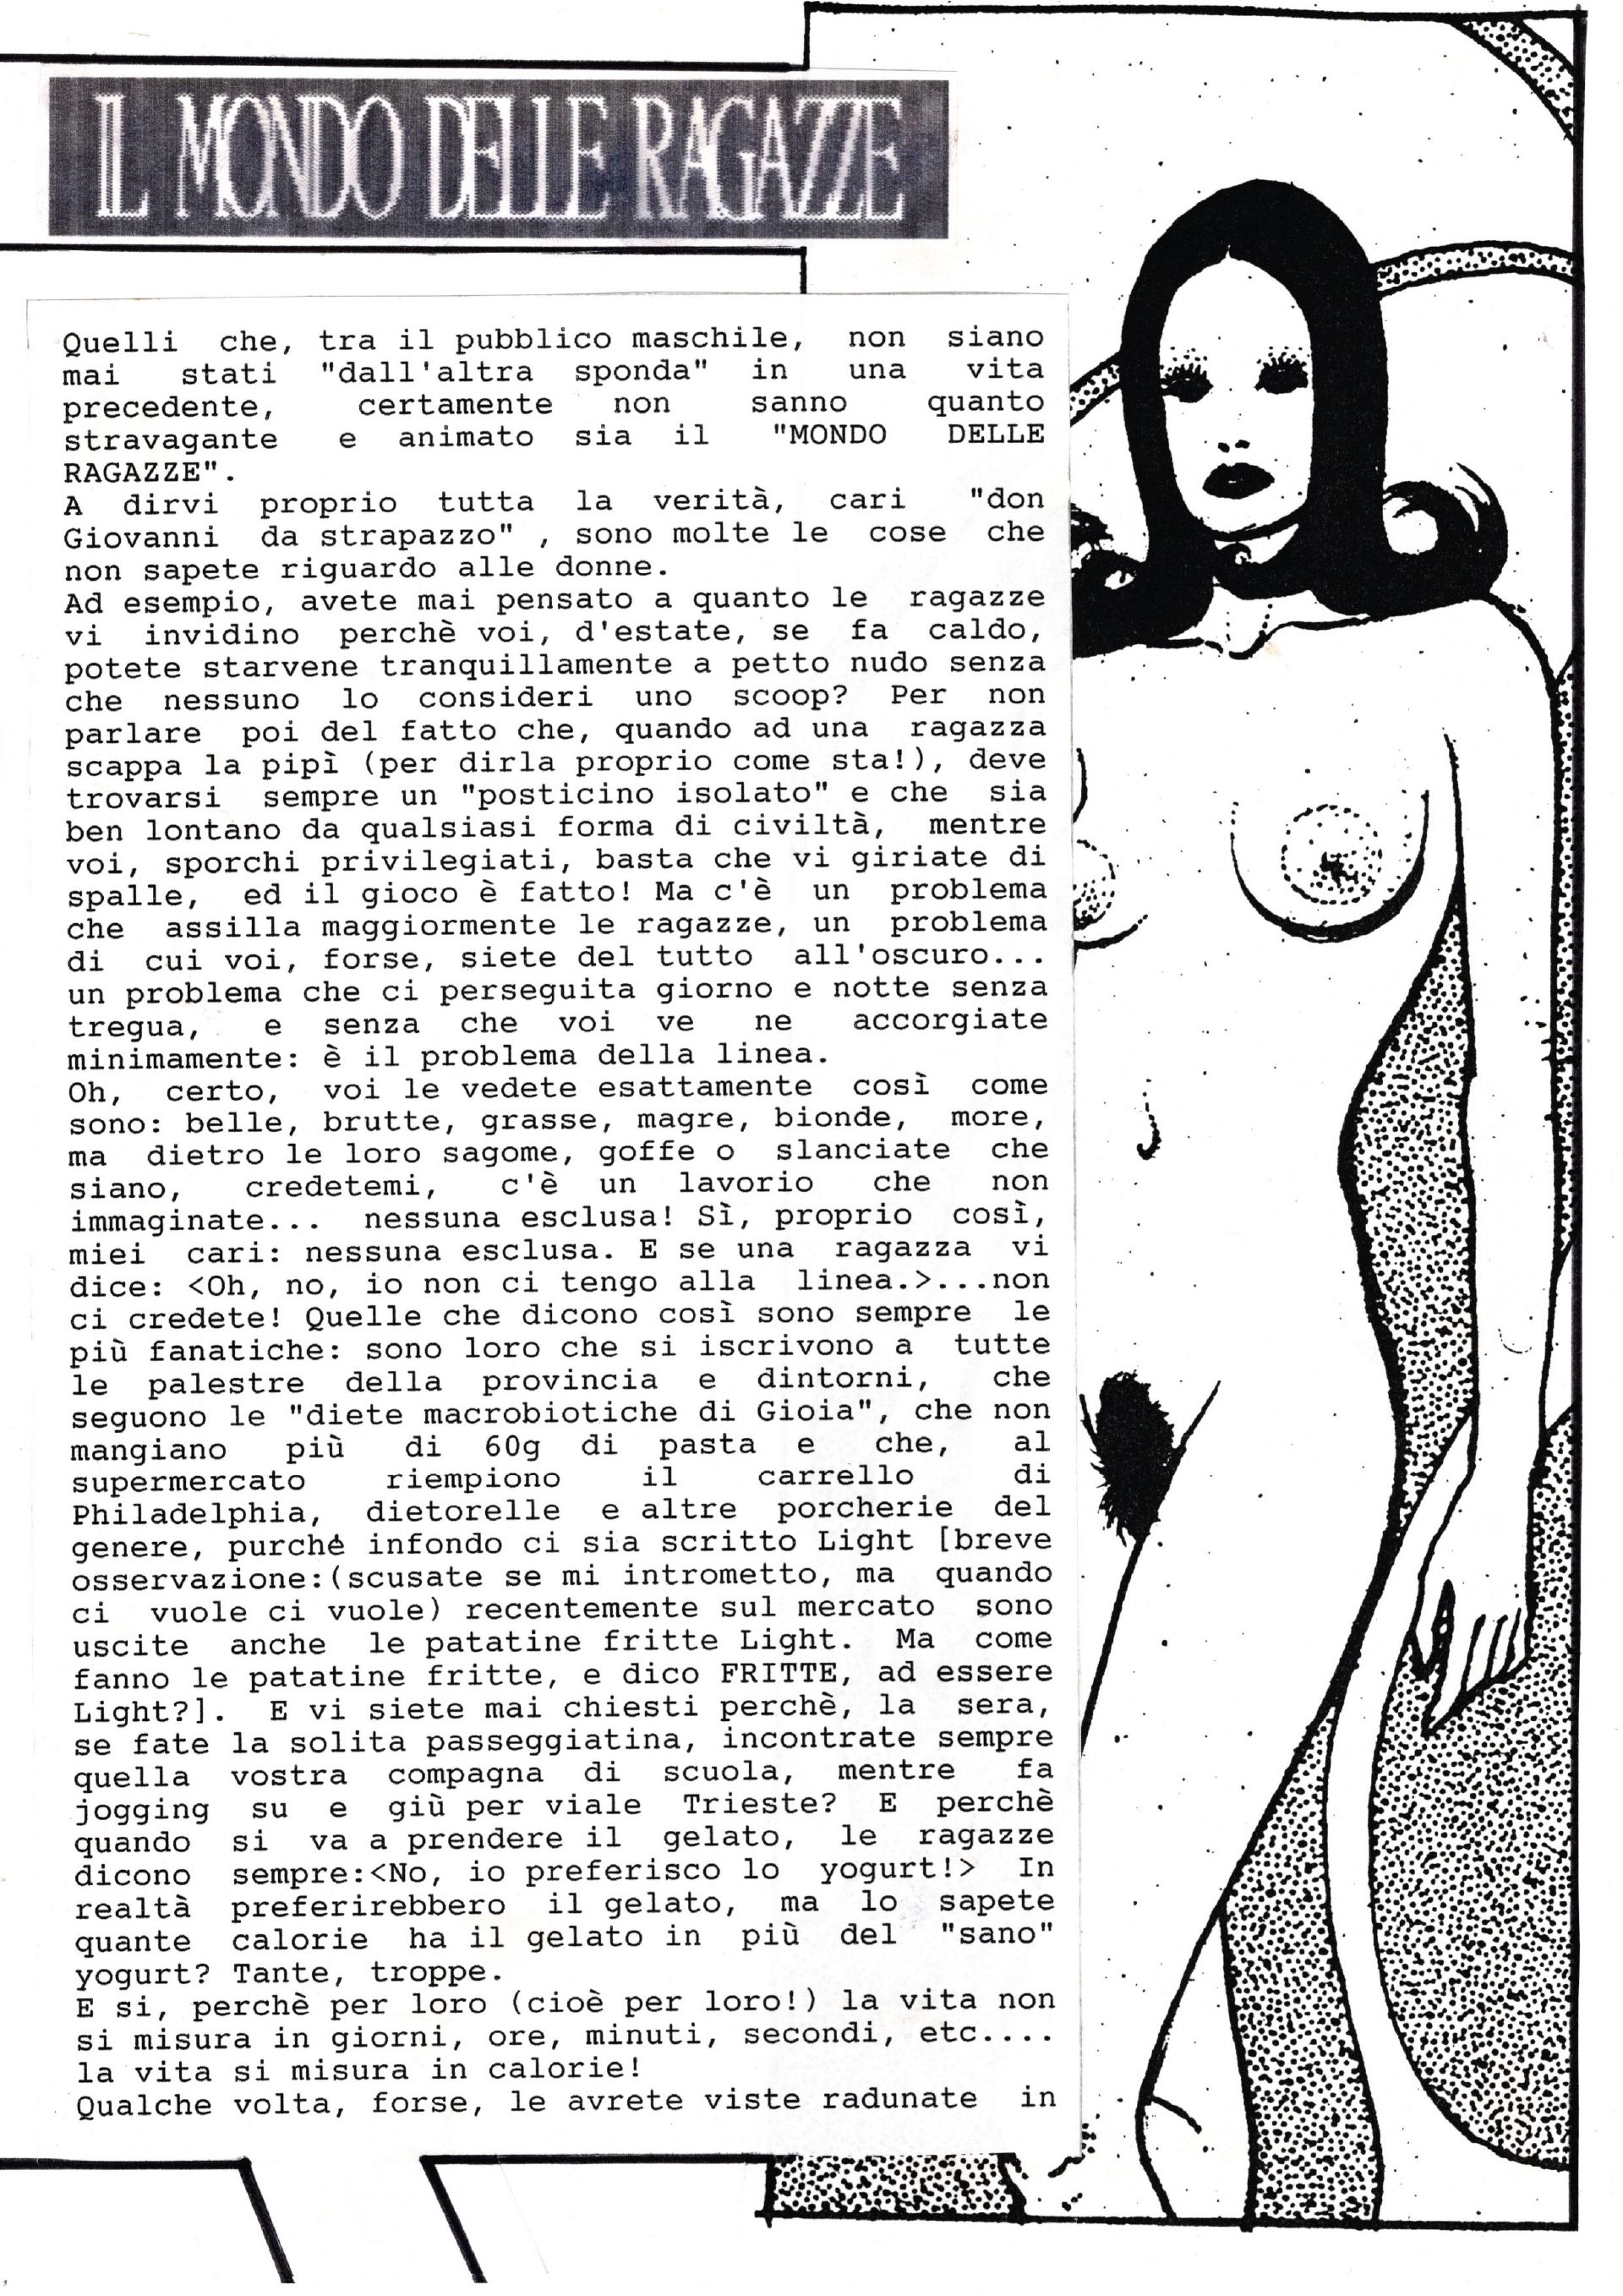 IL MONDO DELLE RAGAZZE
Quelli che, tra il pubblico maschile, non siano
mai stati "dall'altra sponda" in una vita
precedente, certamente non sanno quanto
stravagante e animato sia il "MONDO DELLE
RAGAZZE".
A dirvi proprio tutta la verità, cari "don
Giovanni da strapazzo" , sono molte le cose che
non sapete riguardo alle donne.
Ad esempio, avete mai pensato a quanto le ragazze
vi invidino perchè voi, d'estate, se fa caldo,
potete starvene tranquillamente a petto nudo senza
che nessuno lo consideri uno scoop? Per non
parlare poi del fatto che, quando ad una ragazza
scappa la pipì (per dirla proprio come sta!), deve
trovarsi sempre un "posticino isolato" e che sia
ben lontano da qualsiasi forma di civiltà, mentre
voi, sporchi privilegiati, basta che vi giriate di
spalle, ed il gioco è fatto! Ma c'è un problema
che assilla maggiormente le ragazze, un problema
di cui voi, forse, siete del tutto all'oscuro...
un problema che ci perseguita giorno e notte senza
tregua, e senza che voi ve ne accorgiate
minimamente: è il problema della linea.
Oh, certo, voi le vedete esattamente così come
sono: belle, brutte, grasse, magre, bionde, more,
ma dietro le loro sagome, goffe o slanciate che
siano, credetemi, c'è un lavorio che non
immaginate... nessuna esclusa! Sì, proprio così,
miei cari: nessuna esclusa. E se una ragazza vi
dice: <Oh, no, io non ci tengo alla linea.>...non
ci credete! Quelle che dicono così sono sempre le
più fanatiche: sono loro che si iscrivono a tutte
le palestre della provincia e dintorni, che
seguono le "diete macrobiotiche di Gioia", che non
mangiano più di 60g di pasta e che, al
supermercato riempiono il carrello di
Philadelphia, dietorelle e altre porcherie del
genere, purché infondo ci sia scritto Light [breve
osservazione:(scusate se mi intrometto, ma quando
ci vuole ci vuole) recentemente sul mercato sono
uscite anche le patatine fritte Light. Ma come
fanno le patatine fritte, e dico FRITTE, ad essere
Light?]. E vi siete mai chiesti perchè, la sera,
se fate la solita passeggiatina, incontrate sempre
quella vostra compagna di scuola, mentre fa
jogging su e giù per viale Trieste? E perchè
quando si va a prendere il gelato, le ragazze
dicono sempre:<No, io preferisco lo yogurt!> In
realtà preferirebbero il gelato, ma lo sapete
quante calorie ha il gelato in più del "sano"
yogurt? Tante, troppe.
E si, perchè per loro (cioè per loro!) la vita non
si misura in giorni, ore, minuti, secondi, etc....
la vita si misura in calorie!
Qualche volta, forse, le avrete viste radunate in